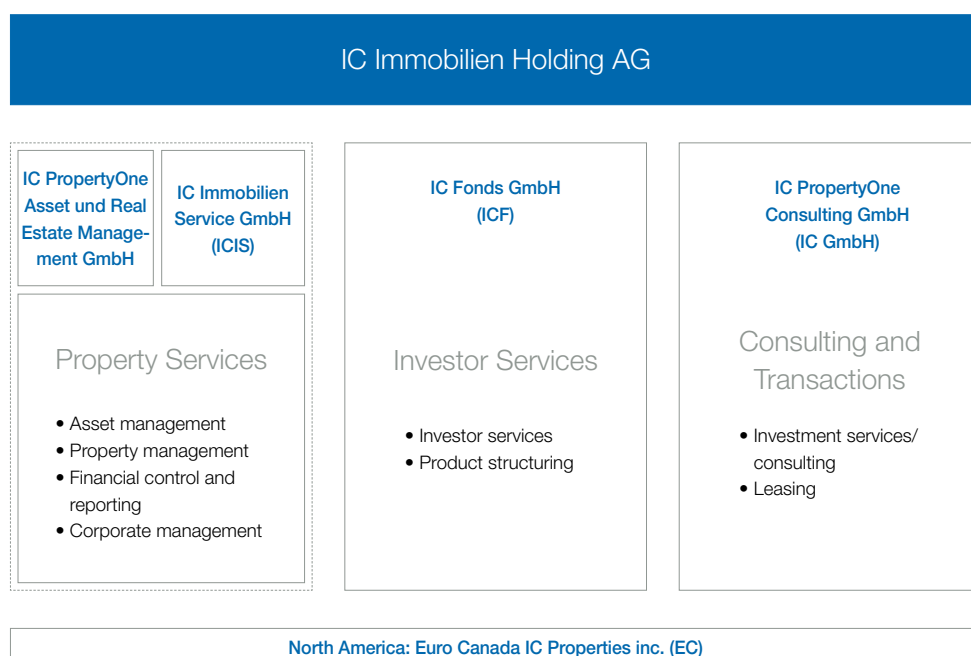 IC Immobilien Holding AG
IC PropertyOne
Asset und Real
Estate Manage-
ment GmbH
IC Immobilien
Service GmbH
(ICIS)
Property Services
• Asset management
• Property management
• Financial control and
reporting
• Corporate management
IC Fonds GmbH
(ICF)
Investor Services
• Investor services
• Product structuring
IC PropertyOne
Consulting GmbH
(IC GmbH)
Consulting and
Transactions
• Investment services/
consulting
• Leasing
North America: Euro Canada IC Properties inc. (EC)